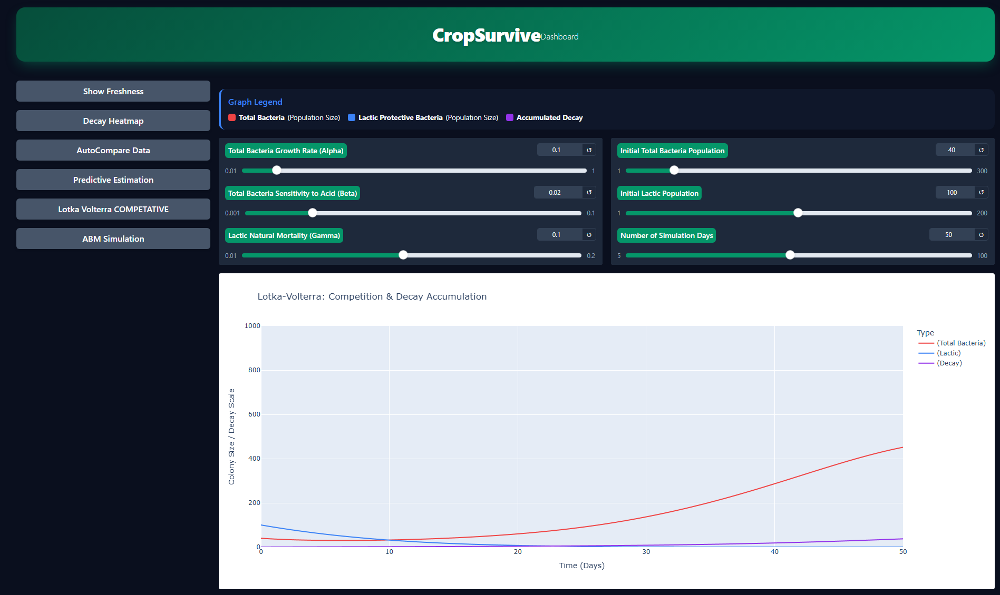 CropSurvive Dashboard
Show Freshness
Decay Heatmap
AutoCompare Data
Predictive Estimation
Lotka Volterra COMPETATIVE
ABM Simulation
Graph Legend
Total Bacteria (Population Size) Lactic Protective Bacteria (Population Size) Accumulated Decay
Total Bacteria Growth Rate (Alpha) 0.1 ↺
0.01 1
Total Bacteria Sensitivity to Acid (Beta) 0.02 ↺
0.001 0.1
Lactic Natural Mortality (Gamma) 0.1 ↺
0.01 0.2
Initial Total Bacteria Population 40 ↺
1 300
Initial Lactic Population 100 ↺
1 200
Number of Simulation Days 50 ↺
5 100
Lotka-Volterra: Competition & Decay Accumulation
1000
800
600
400
200
0
Colony Size / Decay Scale
0 10 20 30 40 50
Time (Days)
Type
(Total Bacteria)
(Lactic)
(Decay)